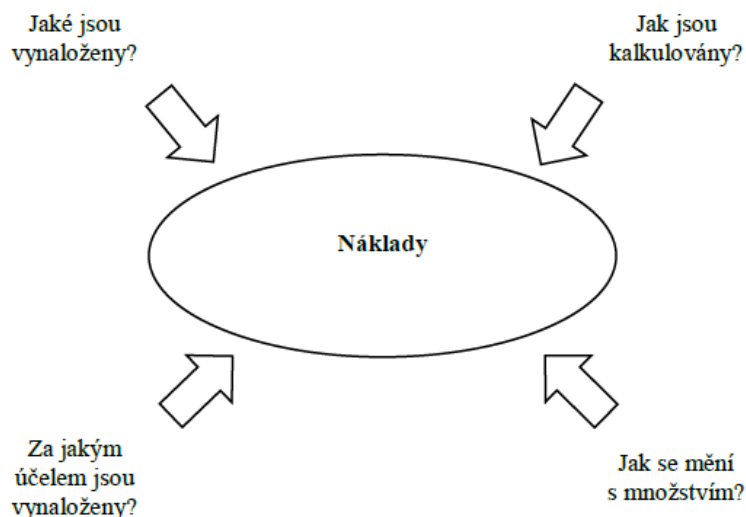 Jaké jsou
vynaloženy?
Jak jsou
kalkulovány?
Náklady
Za jakým
účelem jsou
vynaloženy?
Jak se mění
s množstvím?